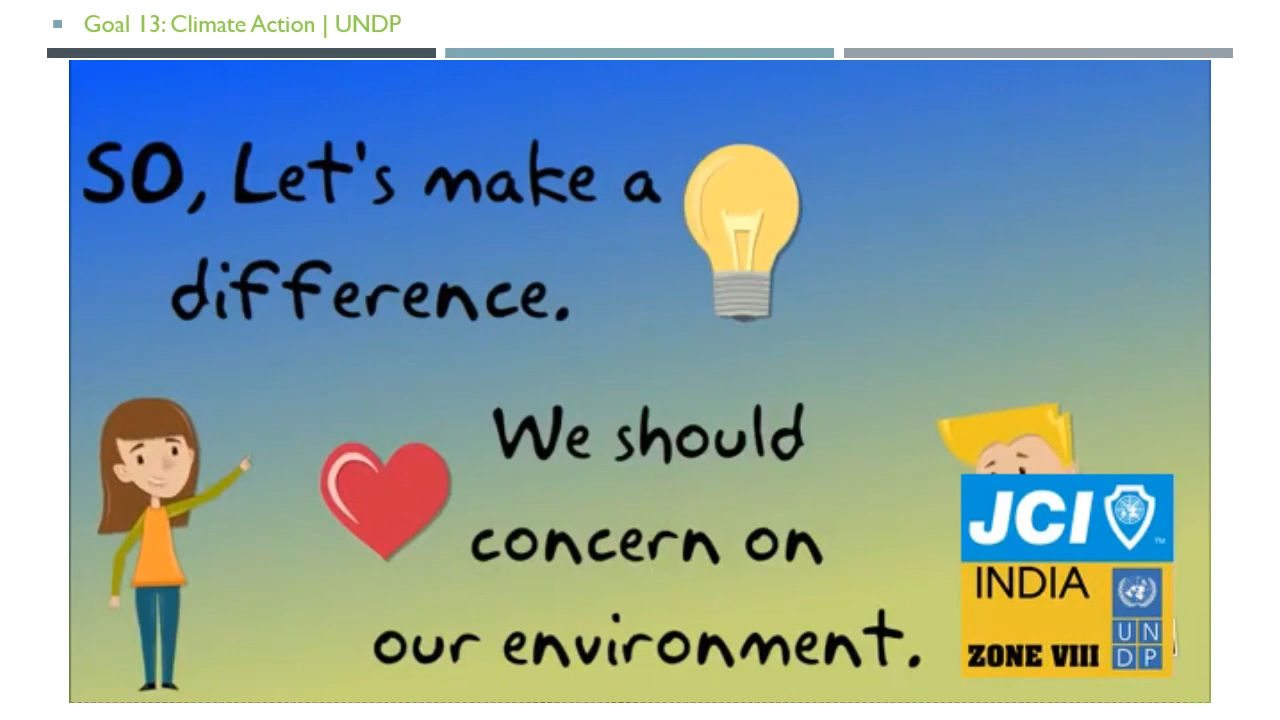 Goal 13: Climate Action | UNDP
SO, Let's make a
difference.
We should
concern on
our environment.
JCI
TM
INDIA
ZONE VIII
UN
DP